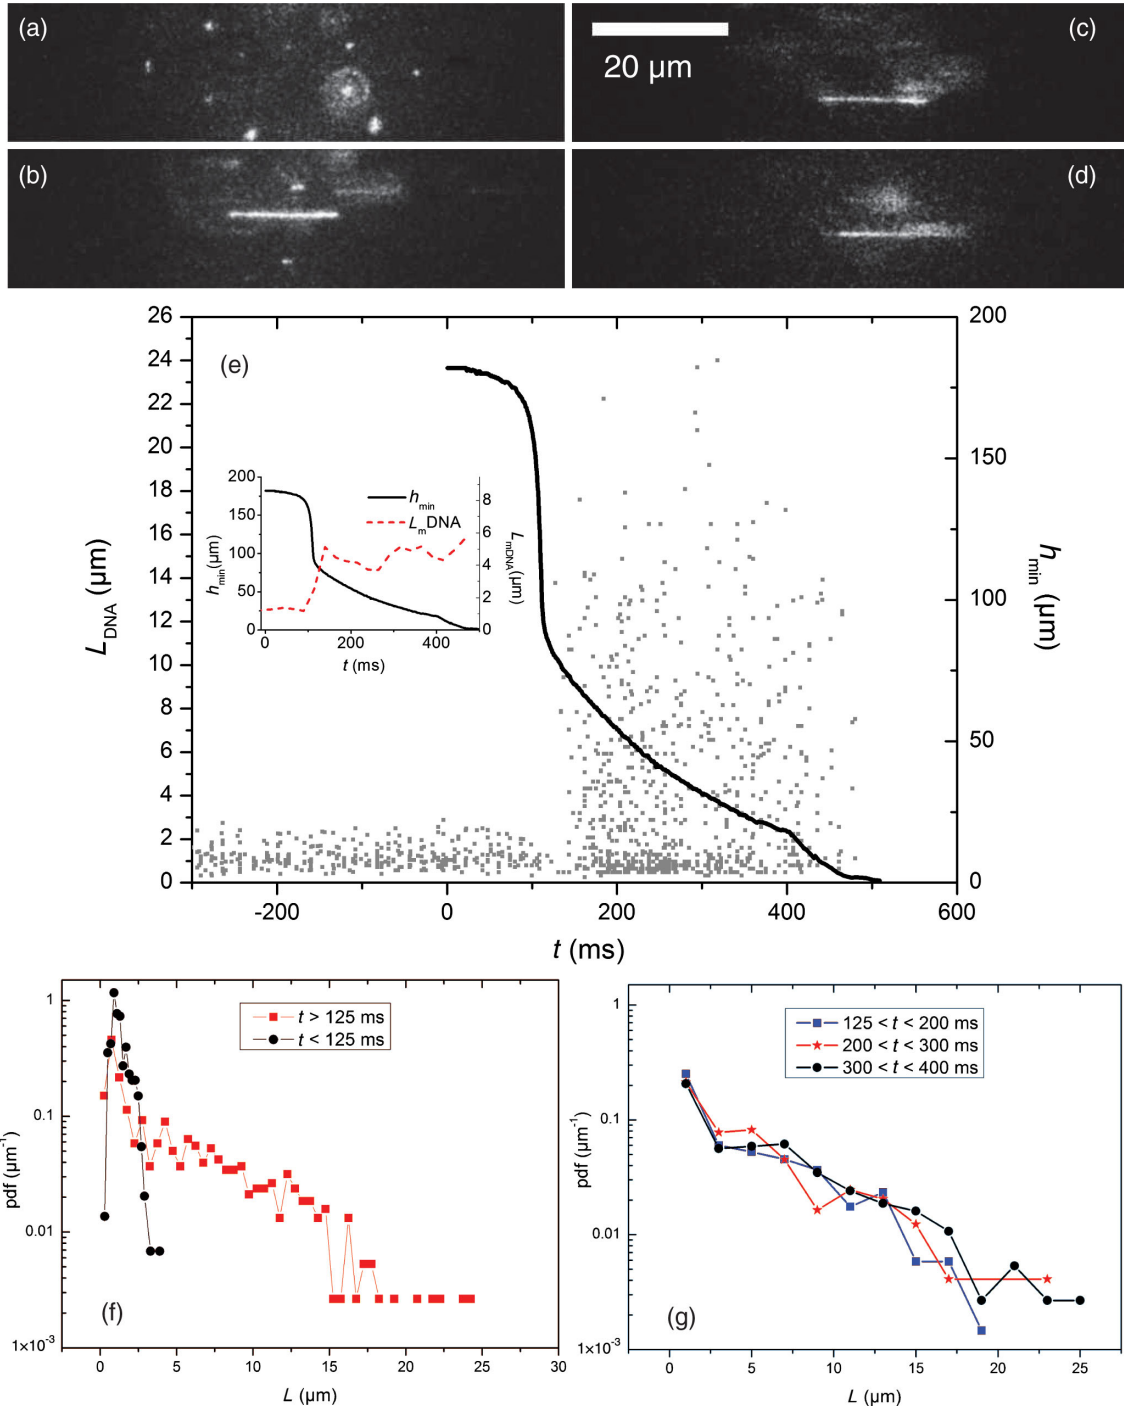 (a)
(c)
20 µm
(b)
(d)
26
24
22
20
18
16
14
12
10
8
6
4
2
0
L_DNA (µm)
(e)
200
150
100
50
0
h_min (µm)
-200
0
200
400
600
t (ms)
200
150
100
50
0
h_min(µm)
h_min
L_mDNA
8
6
4
2
0
L_mDNA (µm)
0
200
400
t (ms)
1
0.1
0.01
1×10⁻³
pdf (µm⁻¹)
t > 125 ms
t < 125 ms
(f)
0
5
10
15
20
25
30
L (µm)
1
0.1
0.01
1×10⁻³
pdf (µm⁻¹)
125 < t < 200 ms
200 < t < 300 ms
300 < t < 400 ms
(g)
0
5
10
15
20
25
L (µm)